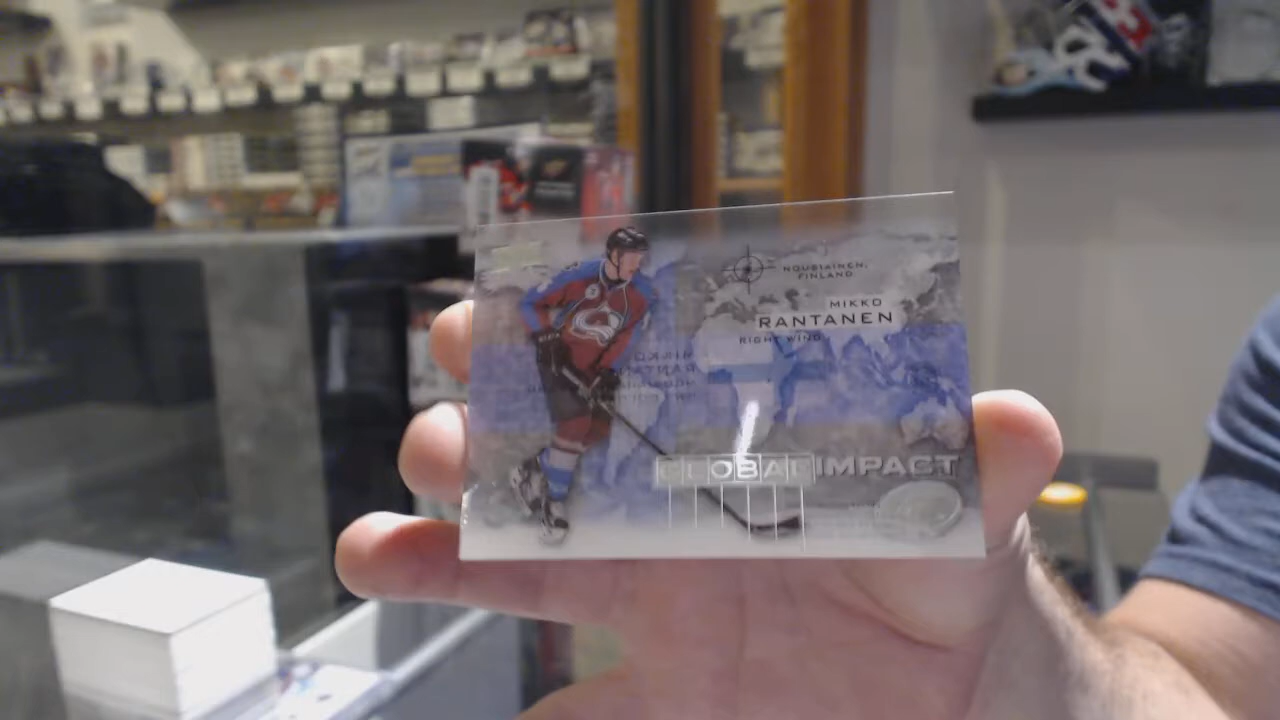 NOUSIAINEN,
FINLAND
MIKKO
RANTANEN
RIGHT WING
GLOBAL IMPACT